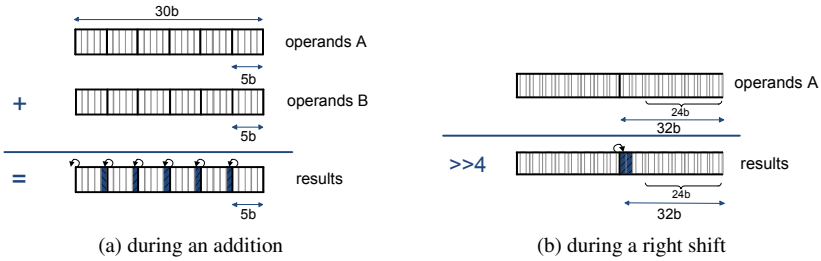 30b
operands A
5b
+
operands B
5b
=
results
5b
(a) during an addition
operands A
24b
32b
>>4
results
24b
32b
(b) during a right shift